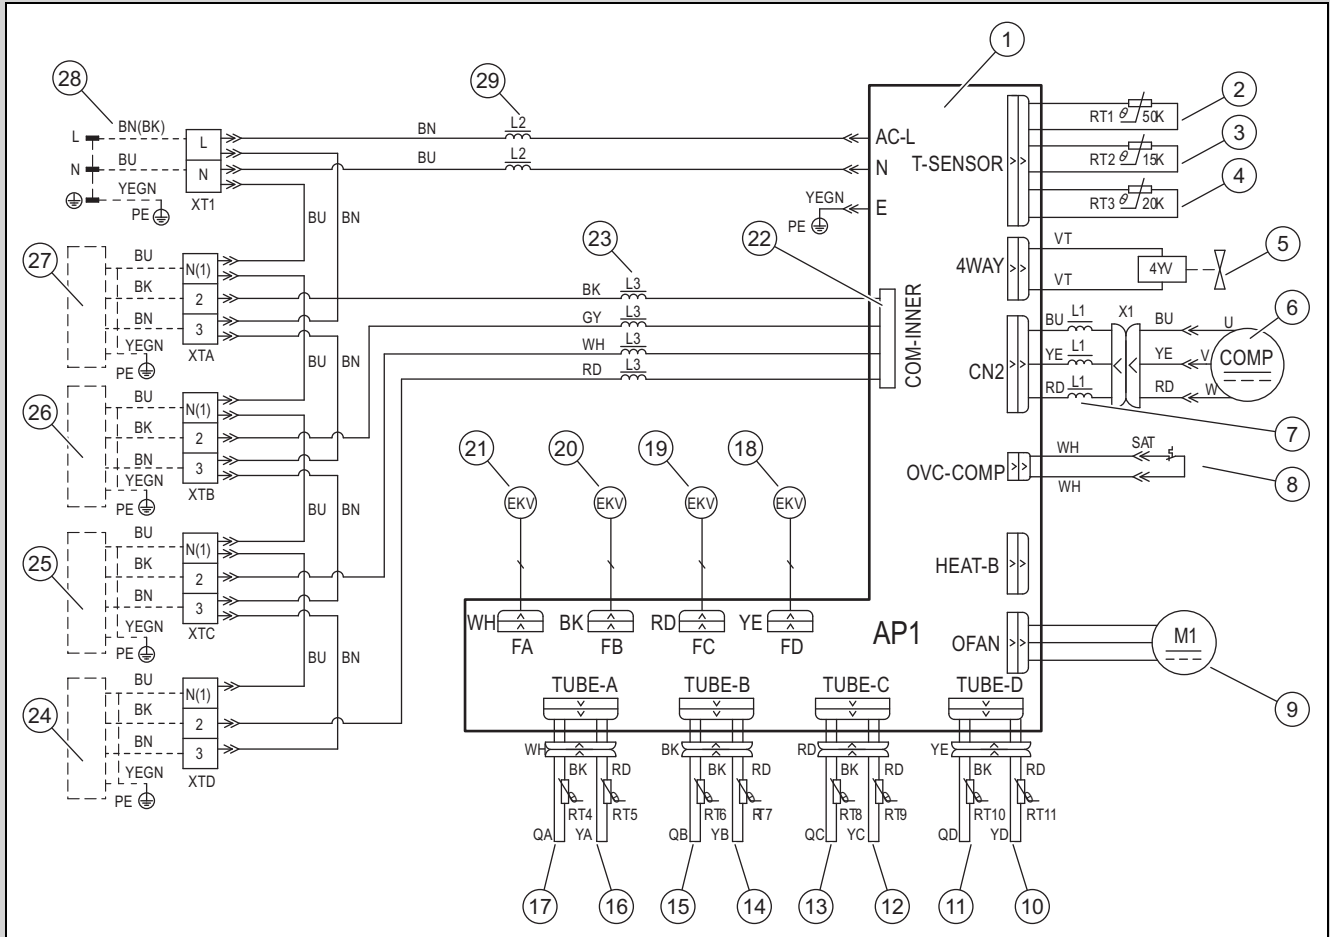 1
28
29
2
BN(BK)
L2
RT1 θ 50K
L
BN
L
AC-L
3
BU
BU
L2
T-SENSOR
RT2 θ 15K
N
N
N
4
YEGN
YEGN
E
RT3 θ 20K
XT1
PE
PE
BU
BN
23
22
VT
5
27
BU
N(1)
4WAY
4YV
BK
2
BK
L3
VT
BN
3
GY
L3
COM-INNER
6
YEGN
XTA
WH
L3
BU
L1
X1
BU
U
PE
BU
BN
RD
L3
CN2
YE
L1
YE
V
COMP
RD
L1
RD
W
26
BU
N(1)
7
BK
2
21
20
19
18
WH
SAT
BN
3
OVC-COMP
8
YEGN
XTB
EKV
EKV
EKV
EKV
WH
PE
BU
BN
25
BU
N(1)
BK
2
HEAT-B
BN
3
YEGN
XTC
WH
BK
RD
YE
AP1
OFAN
M1
PE
FA
FB
FC
FD
BU
BN
24
BU
N(1)
TUBE-A
TUBE-B
TUBE-C
TUBE-D
9
BK
2
BN
3
WH
BK
RD
YE
YEGN
XTD
BK
RD
BK
RD
BK
RD
BK
RD
PE
RT4
RT5
RT6
RT7
RT8
RT9
RT10
RT11
QA
YA
QB
YB
QC
YC
QD
YD
17
16
15
14
13
12
11
10